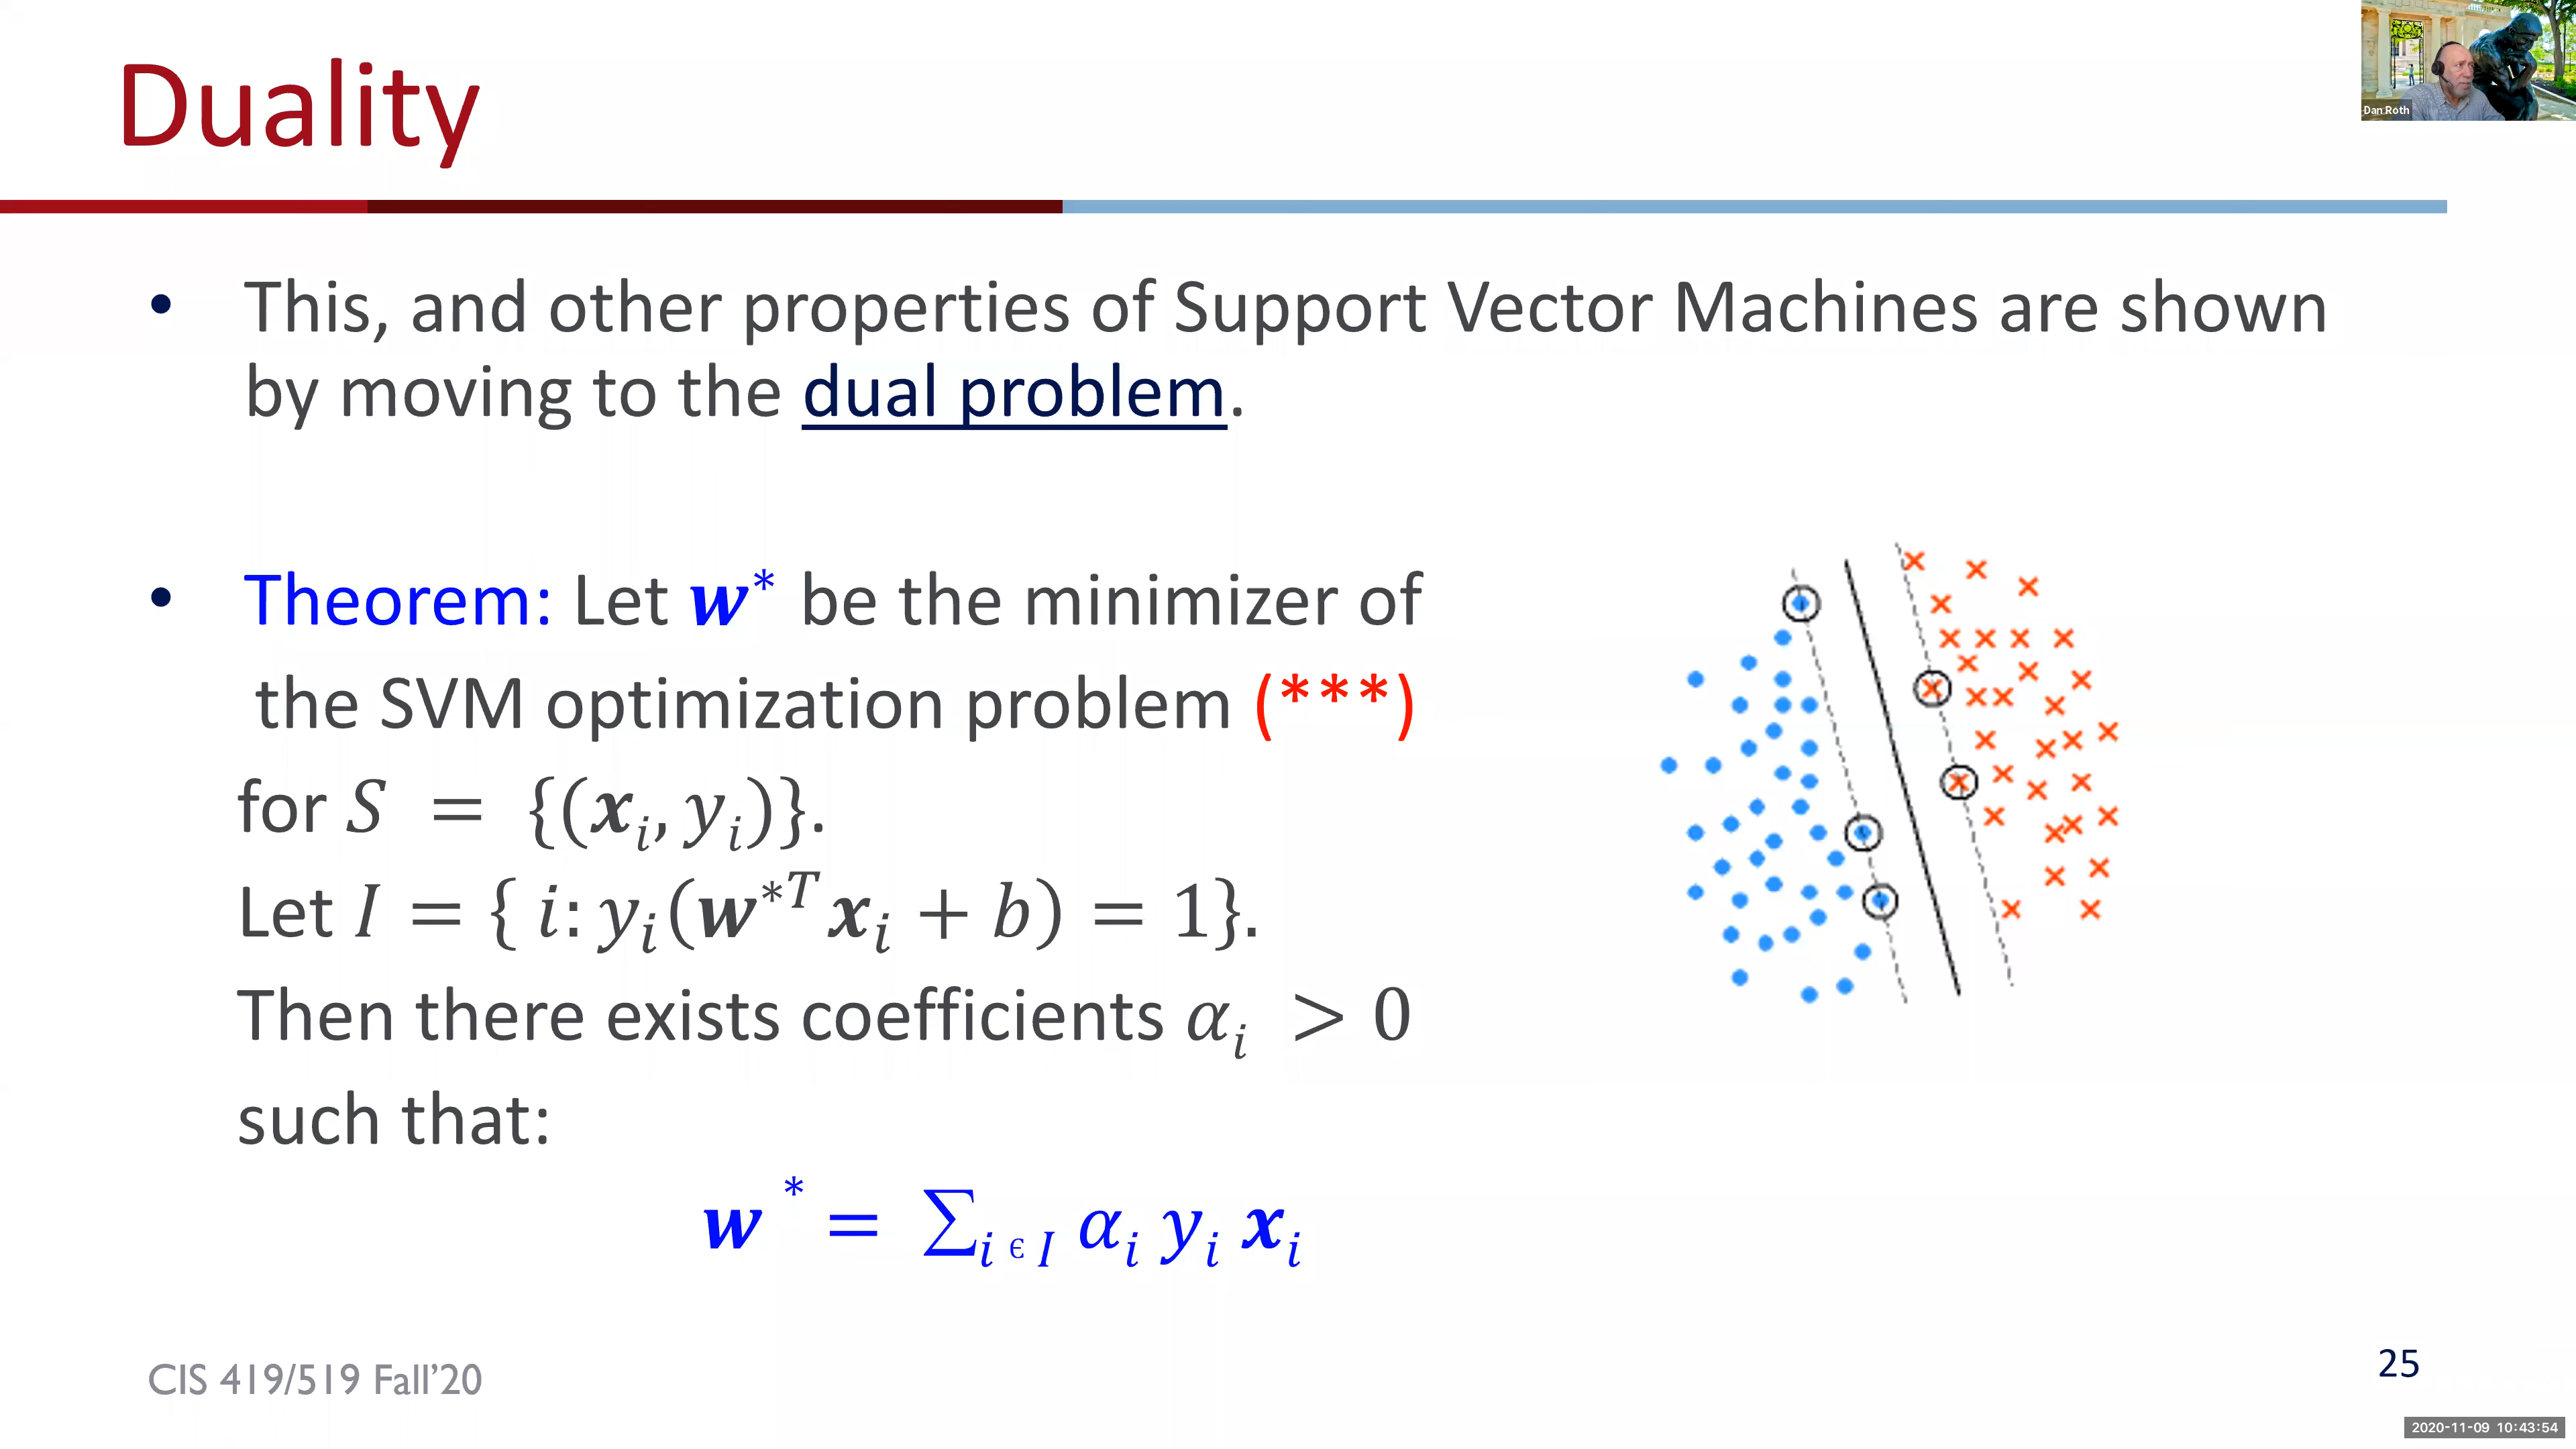 Duality
Dan Roth
• This, and other properties of Support Vector Machines are shown
by moving to the dual problem.
• Theorem: Let w* be the minimizer of
the SVM optimization problem (***)
for S = {(xᵢ, yᵢ)}.
Let I = { i: yᵢ(w*ᵀxᵢ + b) = 1}.
Then there exists coefficients αᵢ > 0
such that:
w* = ∑ᵢ ϵ I αᵢ yᵢ xᵢ
CIS 419/519 Fall’20
25
2020-11-09 10:43:54